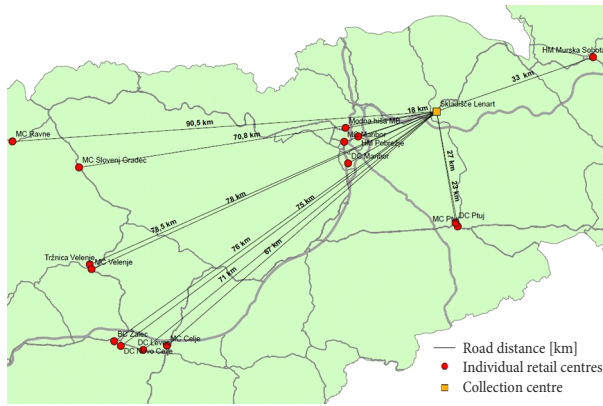 HM Murska Sobota
33 km
Skladišče Lenart
18 km
90,5 km
Modna hiša MB
MC Ravne
MC Maribor
HM Pobrežje
70,8 km
DC Maribor
MC Slovenj Gradec
27 km
23 km
78 km
75 km
MC Ptuj
DC Ptuj
78,5 km
76 km
67 km
Tržnica Velenje
MC Velenje
71 km
BC Žalec
DC Levec
MC Celje
DC Novo Celje
Road distance [km]
Individual retail centres
Collection centre